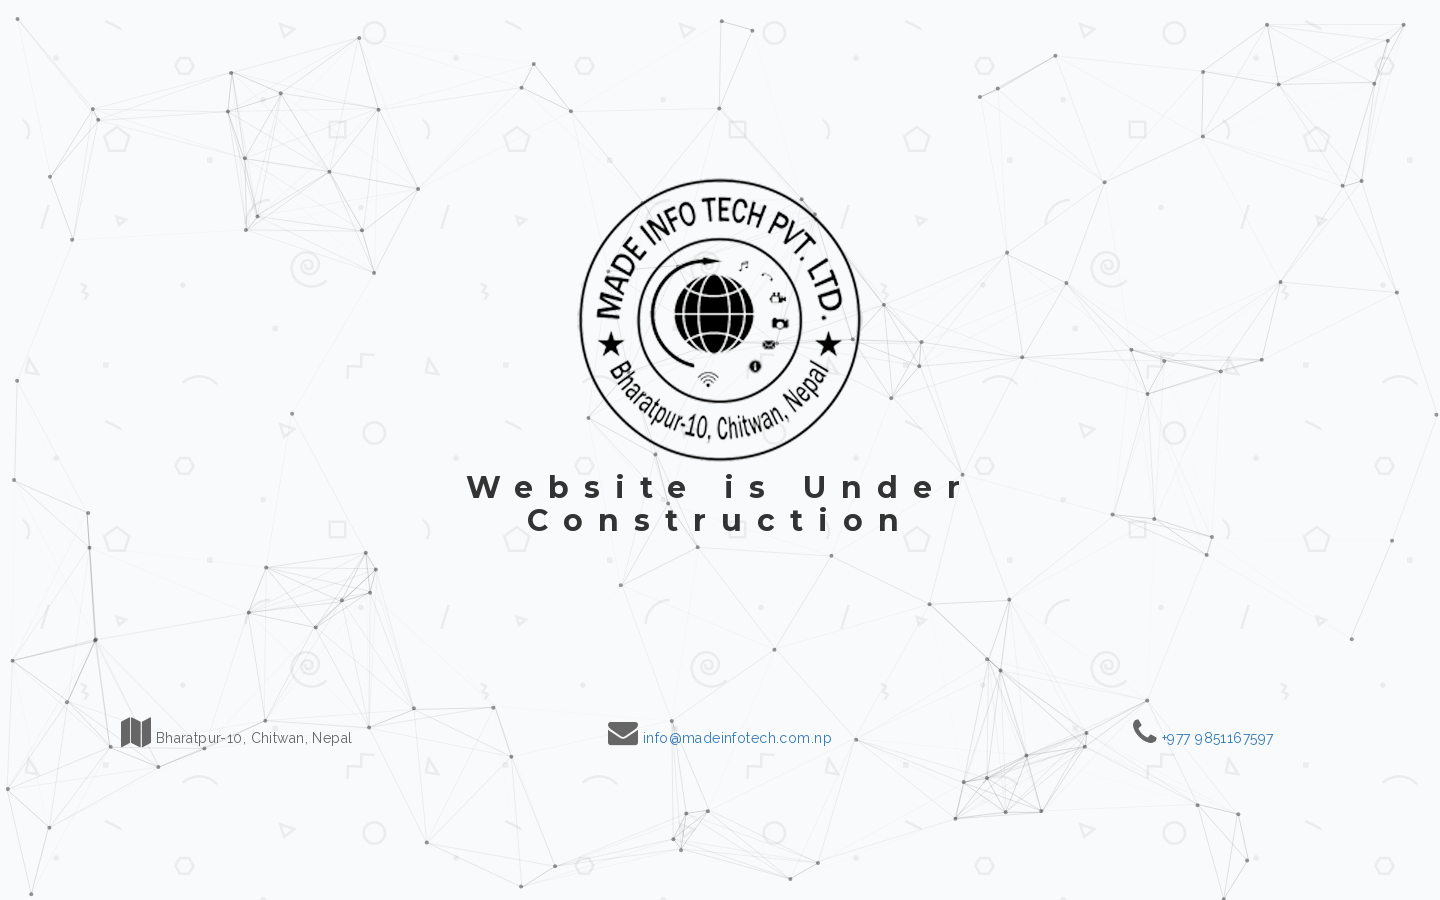 MADE INFO TECH PVT. LTD.
Bharatpur-10, Chitwan, Nepal
Website is Under
Construction
Bharatpur-10, Chitwan, Nepal
info@madeinfotech.com.np
+977 9851167597